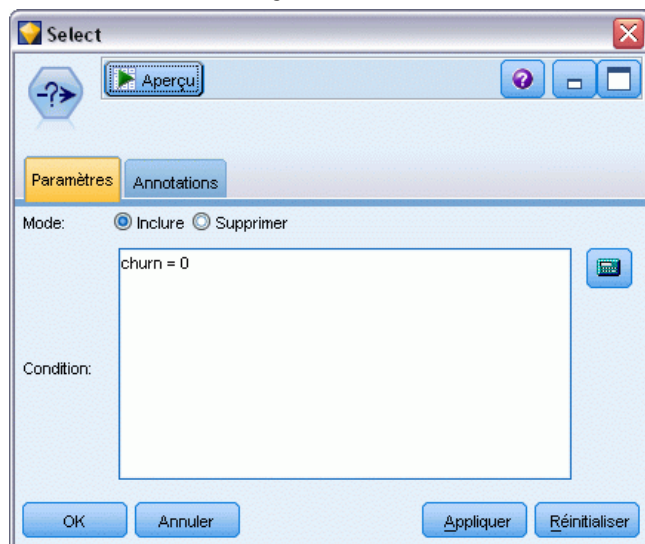 Select
Aperçu
Paramètres Annotations
Mode: Inclure Supprimer
churn = 0
Condition:
OK Annuler Appliquer Réinitialiser